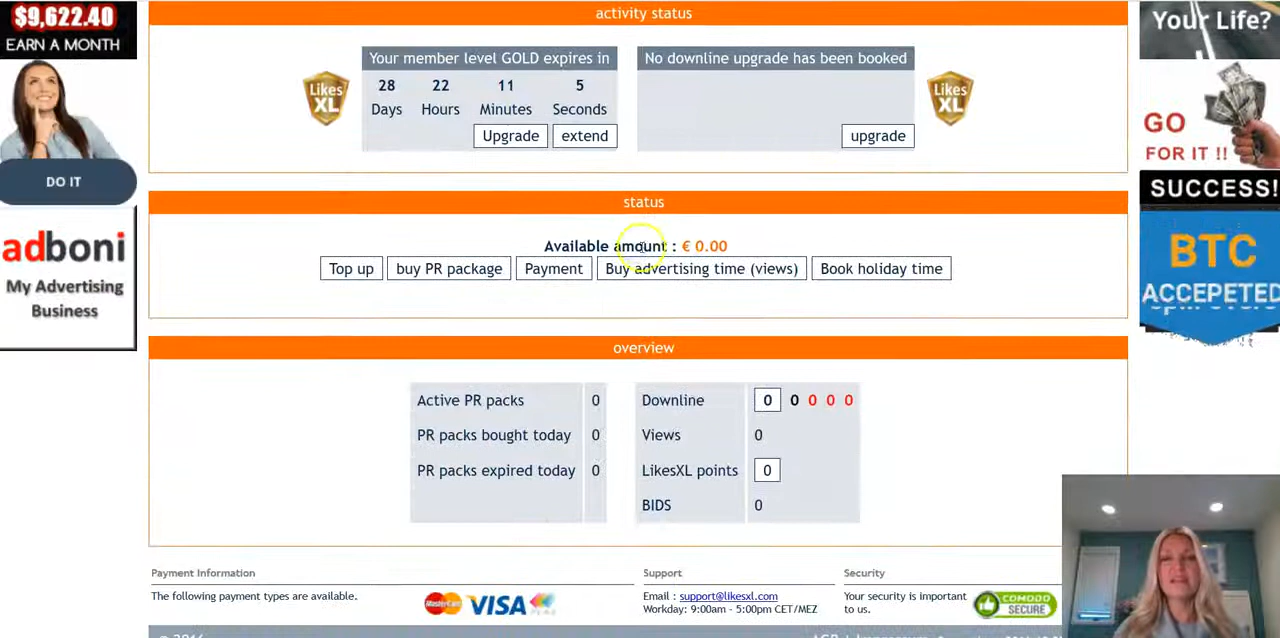 $9,622.40
EARN A MONTH
DO IT
adboni
My Advertising
Business
activity status
Your member level GOLD expires in
28 22 11 5
Days Hours Minutes Seconds
Upgrade extend
No downline upgrade has been booked
upgrade
Likes
XL
Likes
XL
status
Available amount : € 0.00
Top up buy PR package Payment Buy advertising time (views) Book holiday time
overview
Active PR packs 0
PR packs bought today 0
PR packs expired today 0
Downline 0 0 0 0 0
Views 0
LikesXL points 0
BIDS 0
Payment Information
The following payment types are available.
MasterCard VISA
Support
Email : support@likesxl.com
Workday: 9:00am - 5:00pm CET/MEZ
Security
Your security is important
to us.
COMODO
SECURE
Your Life?
GO
FOR IT !!
SUCCESS!
BTC
ACCEPETED